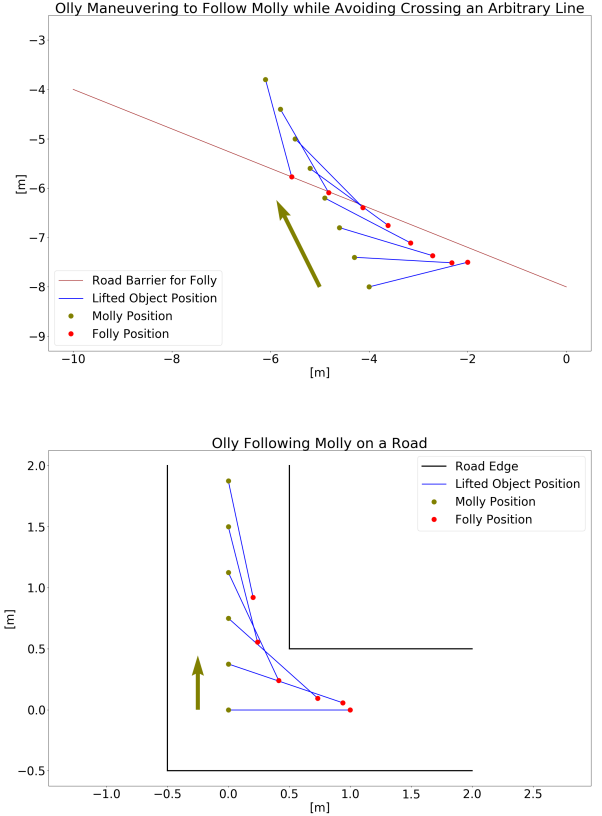 Olly Maneuvering to Follow Molly while Avoiding Crossing an Arbitrary Line
−3
−4
−5
−6
−7
−8
−9
[m]
Road Barrier for Folly
Lifted Object Position
Molly Position
Folly Position
−10
−8
−6
−4
−2
0
[m]
Olly Following Molly on a Road
2.0
1.5
1.0
0.5
0.0
−0.5
[m]
Road Edge
Lifted Object Position
Molly Position
Folly Position
−1.0
−0.5
0.0
0.5
1.0
1.5
2.0
2.5
[m]